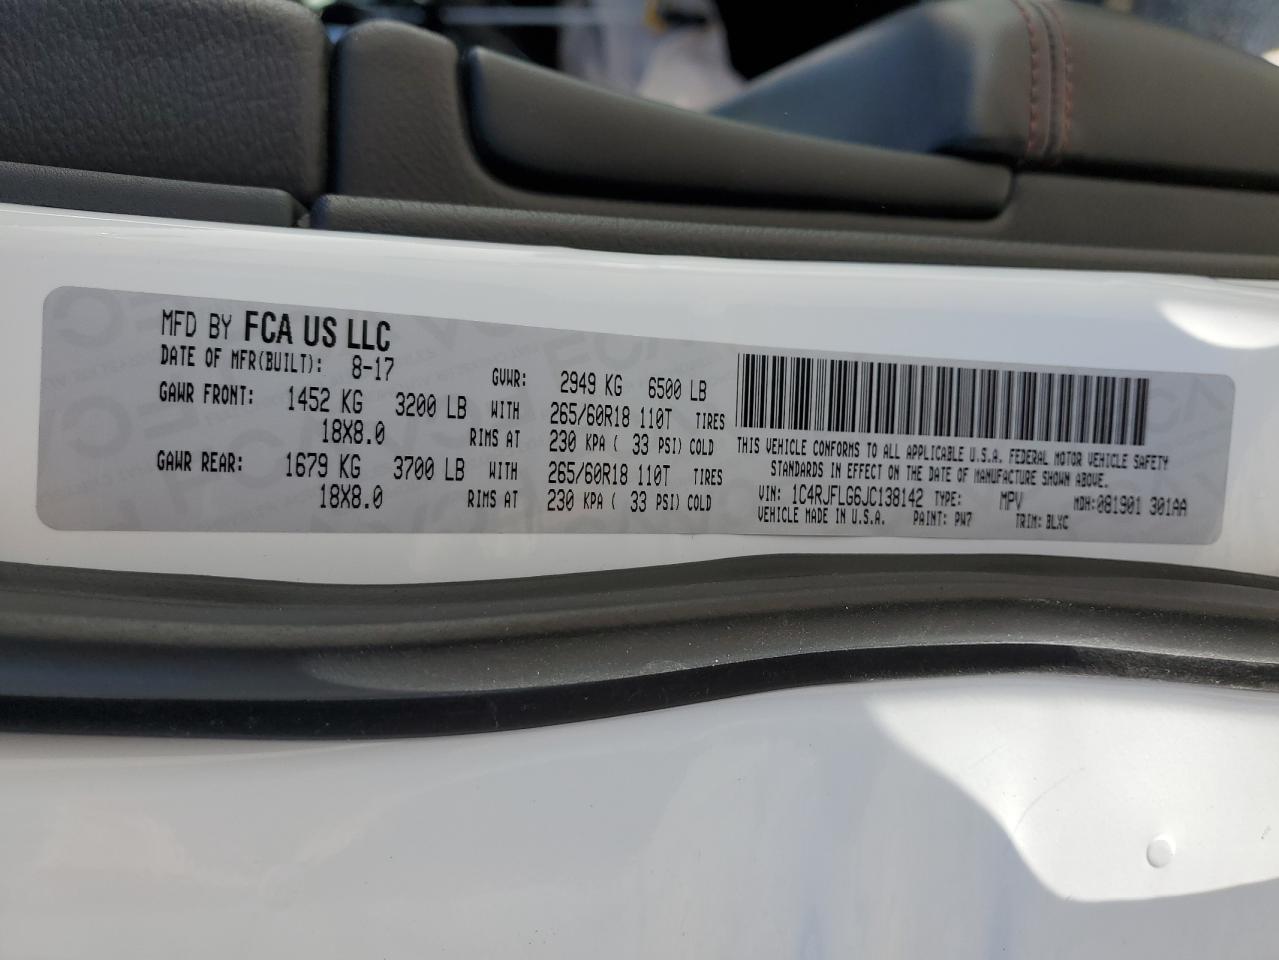 MFD BY FCA US LLC
DATE OF MFR(BUILT): 8-17 GVWR: 2949 KG 6500 LB
GAWR FRONT: 1452 KG 3200 LB WITH 265/60R18 110T TIRES
18X8.0 RIMS AT 230 KPA ( 33 PSI) COLD
GAWR REAR: 1679 KG 3700 LB WITH 265/60R18 110T TIRES
18X8.0 RIMS AT 230 KPA ( 33 PSI) COLD
THIS VEHICLE CONFORMS TO ALL APPLICABLE U.S.A. FEDERAL MOTOR VEHICLE SAFETY
STANDARDS IN EFFECT ON THE DATE OF MANUFACTURE SHOWN ABOVE.
VIN: 1C4RJFLG6JC138142 TYPE: MPV MDH:081901 301AA
VEHICLE MADE IN U.S.A. PAINT: PW7 TRIM: BLXC